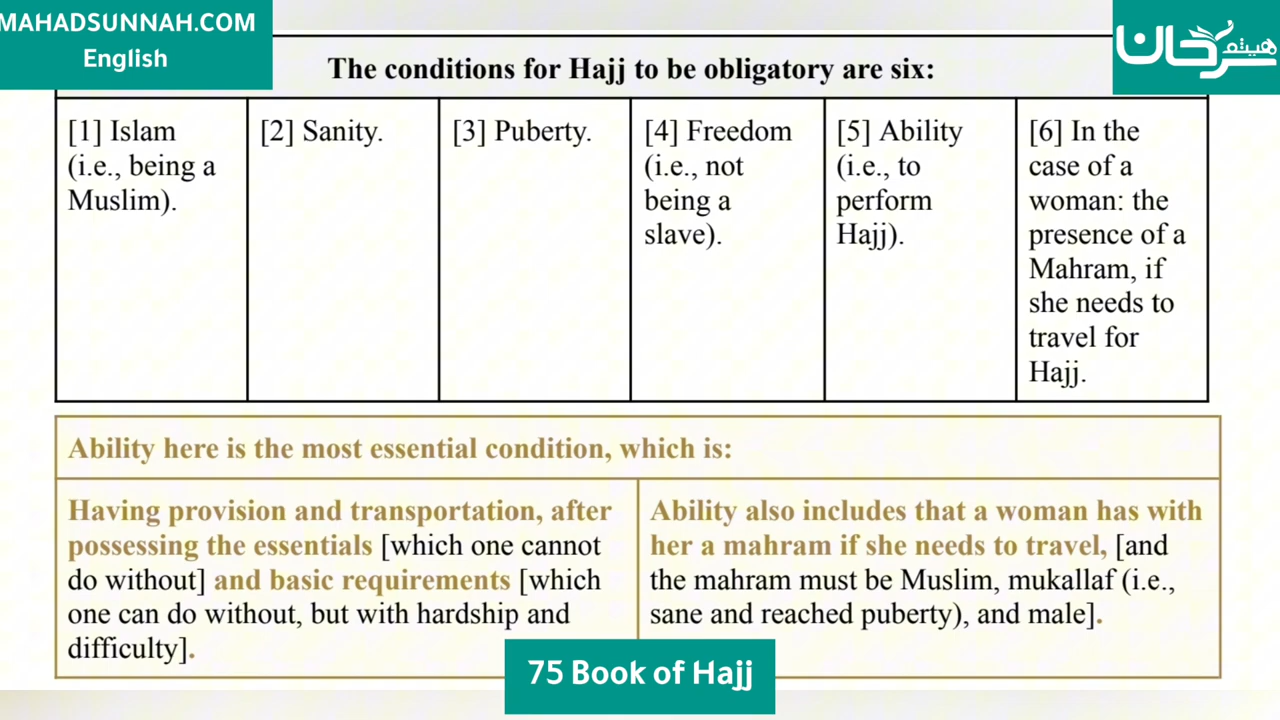 MAHADSUNNAH.COM
English
هيثم
سرحان
The conditions for Hajj to be obligatory are six:
[1] Islam
(i.e., being a
Muslim).
[2] Sanity.
[3] Puberty.
[4] Freedom
(i.e., not
being a
slave).
[5] Ability
(i.e., to
perform
Hajj).
[6] In the
case of a
woman: the
presence of a
Mahram, if
she needs to
travel for
Hajj.
Ability here is the most essential condition, which is:
Having provision and transportation, after
possessing the essentials [which one cannot
do without] and basic requirements [which
one can do without, but with hardship and
difficulty].
Ability also includes that a woman has with
her a mahram if she needs to travel, [and
the mahram must be Muslim, mukallaf (i.e.,
sane and reached puberty), and male].
75 Book of Hajj